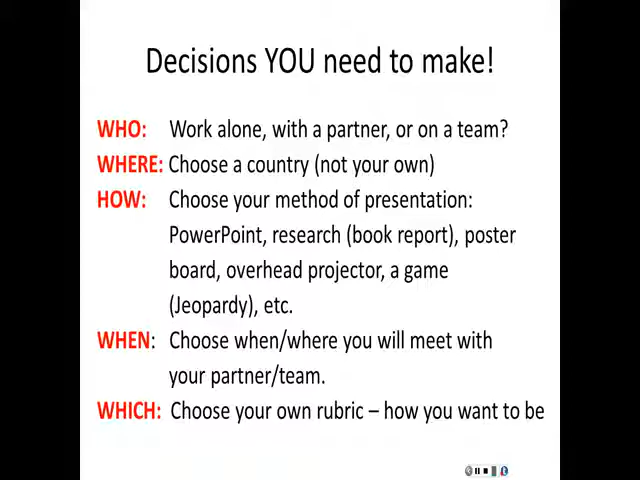 Decisions YOU need to make!
WHO: Work alone, with a partner, or on a team?
WHERE: Choose a country (not your own)
HOW: Choose your method of presentation:
PowerPoint, research (book report), poster
board, overhead projector, a game
(Jeopardy), etc.
WHEN: Choose when/where you will meet with
your partner/team.
WHICH: Choose your own rubric – how you want to be